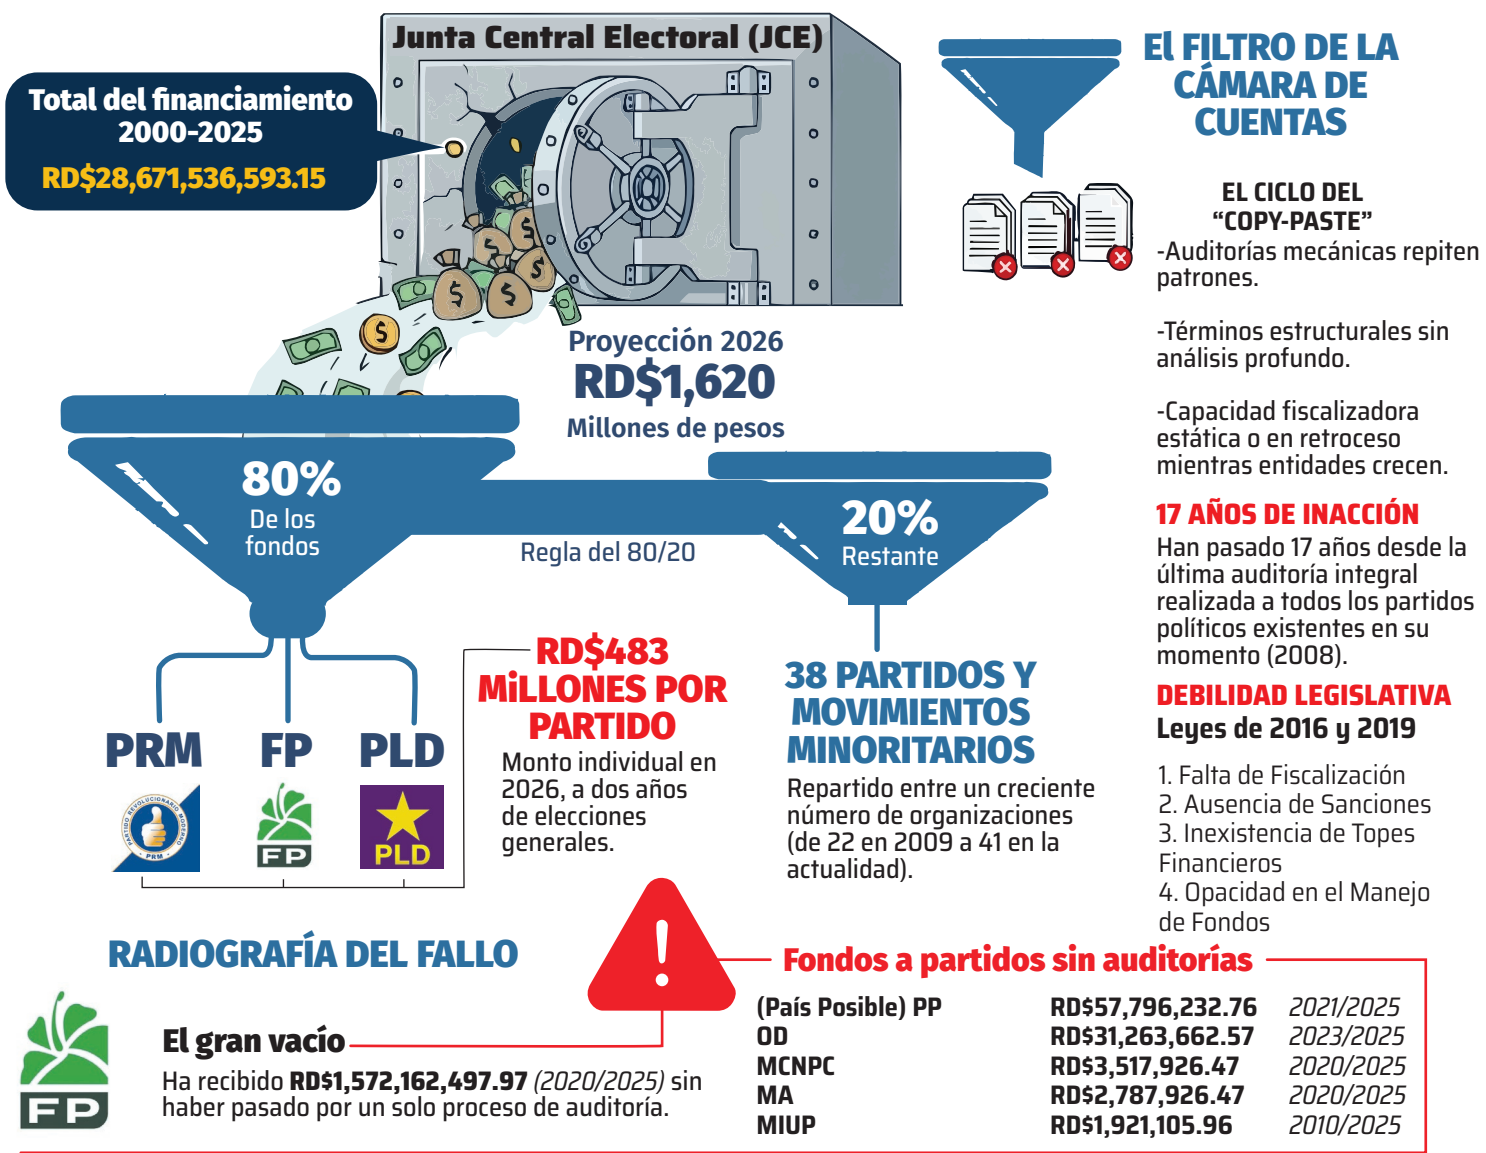 Junta Central Electoral (JCE)
Total del financiamiento
2000-2025
RD$28,671,536,593.15
Proyección 2026
RD$1,620
Millones de pesos
80%
De los
fondos
Regla del 80/20
20%
Restante
PRM
FP
PLD
PARTIDO REVOLUCIONARIO MODERNO
PRM
FP
PLD
RD$483
MiLLONES POR
PARTIDO
Monto individual en
2026, a dos años
de elecciones
generales.
38 PARTIDOS Y
MOVIMIENTOS
MINORITARIOS
Repartido entre un creciente
número de organizaciones
(de 22 en 2009 a 41 en la
actualidad).
El FILTRO DE LA
CÁMARA DE
CUENTAS
EL CICLO DEL
“COPY-PASTE”
-Auditorías mecánicas repiten
patrones.
-Términos estructurales sin
análisis profundo.
-Capacidad fiscalizadora
estática o en retroceso
mientras entidades crecen.
17 AÑOS DE INACCIÓN
Han pasado 17 años desde la
última auditoría integral
realizada a todos los partidos
políticos existentes en su
momento (2008).
DEBILIDAD LEGISLATIVA
Leyes de 2016 y 2019
1. Falta de Fiscalización
2. Ausencia de Sanciones
3. Inexistencia de Topes
Financieros
4. Opacidad en el Manejo
de Fondos
RADIOGRAFÍA DEL FALLO
FP
El gran vacío
Ha recibido RD$1,572,162,497.97 (2020/2025) sin
haber pasado por un solo proceso de auditoría.
!
Fondos a partidos sin auditorías
(País Posible) PP RD$57,796,232.76 2021/2025
OD RD$31,263,662.57 2023/2025
MCNPC RD$3,517,926.47 2020/2025
MA RD$2,787,926.47 2020/2025
MIUP RD$1,921,105.96 2010/2025